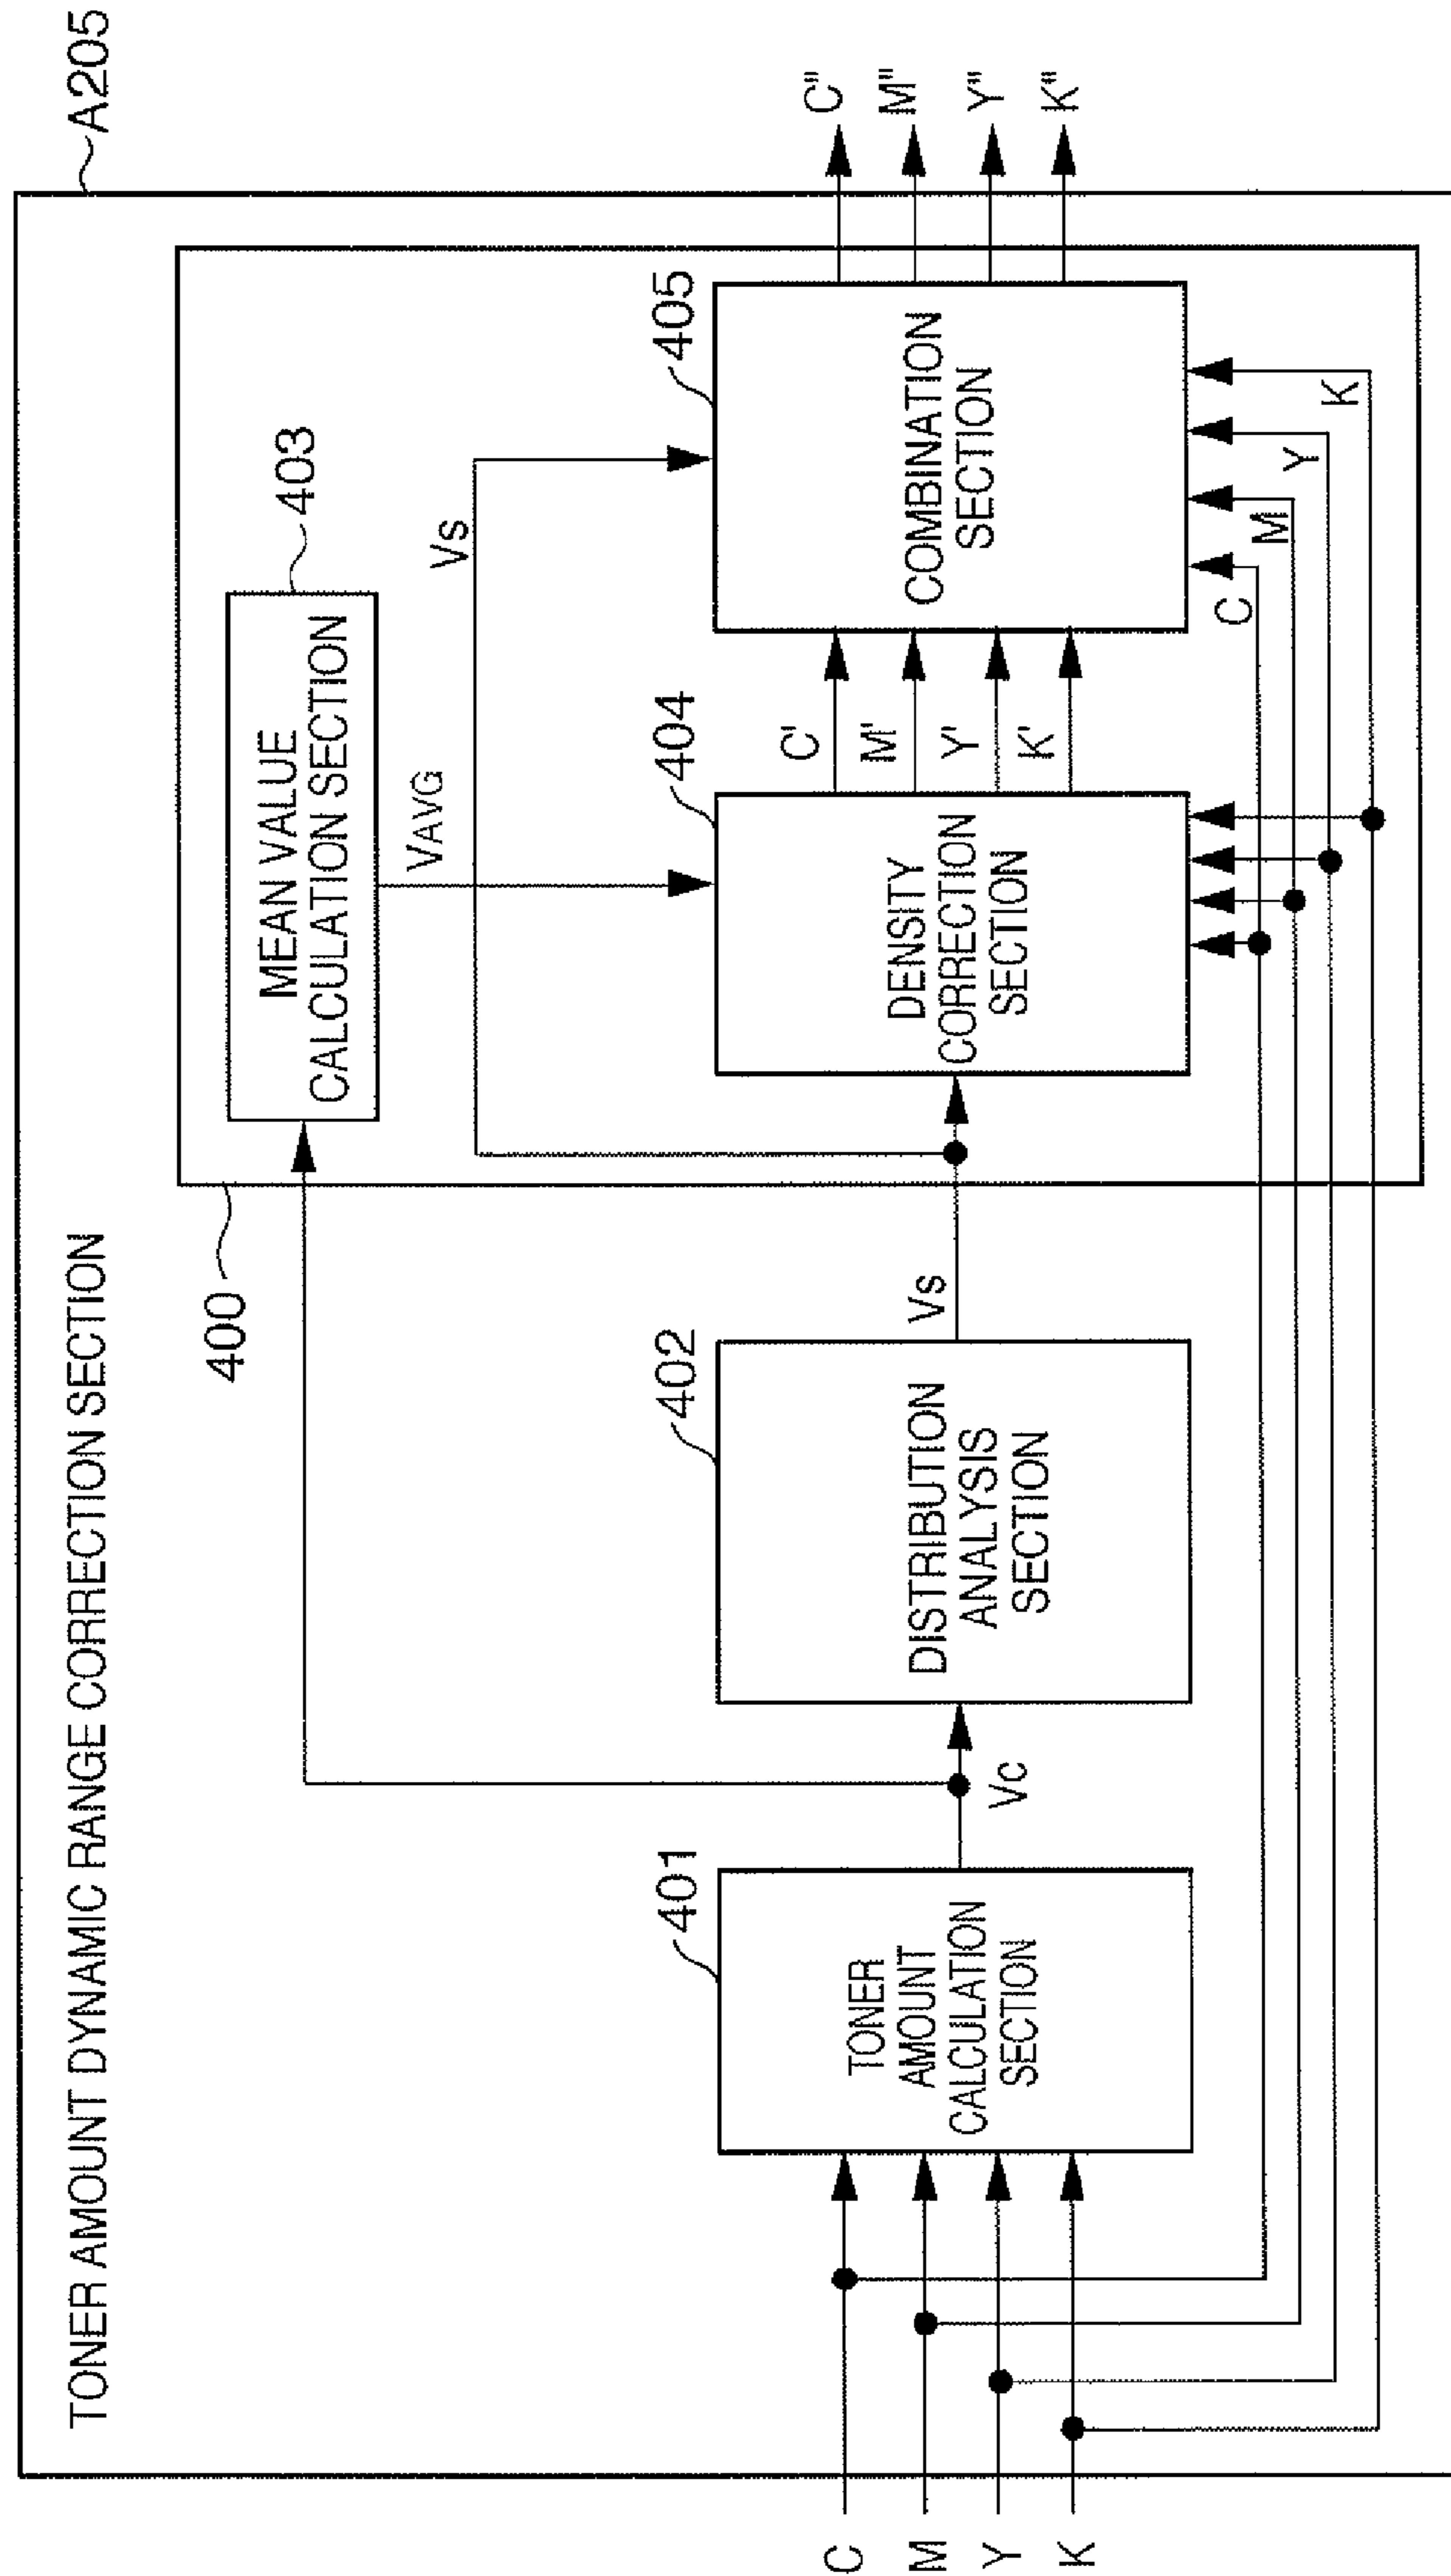 TONER AMOUNT DYNAMIC RANGE CORRECTION SECTION
A205
400
MEAN VALUE
CALCULATION SECTION
403
VAVG
Vs
C
M
Y
K
401
TONER
AMOUNT
CALCULATION
SECTION
Vc
402
DISTRIBUTION
ANALYSIS
SECTION
Vs
404
DENSITY
CORRECTION
SECTION
C'
M'
Y'
K'
405
COMBINATION
SECTION
C
M
Y
K
C"
M"
Y"
K"